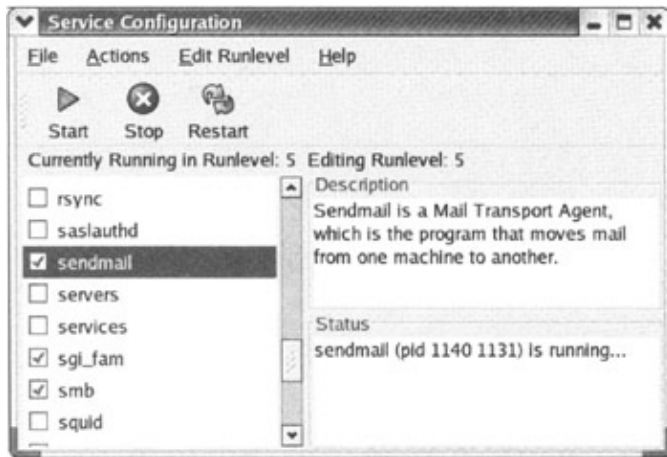 Service Configuration
File Actions Edit Runlevel Help
Start Stop Restart
Currently Running in Runlevel: 5 Editing Runlevel: 5
rsync
saslauthd
sendmail
servers
services
sgi_fam
smb
squid
Description
Sendmail is a Mail Transport Agent,
which is the program that moves mail
from one machine to another.
Status
sendmail (pid 1140 1131) is running...